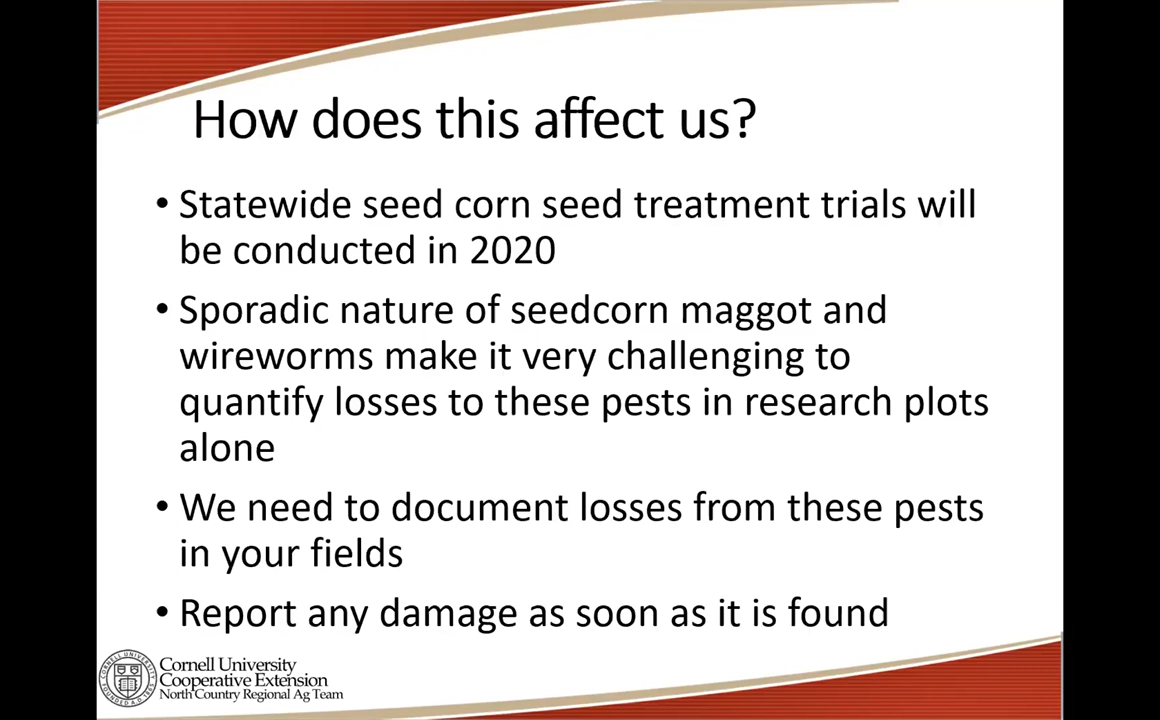 How does this affect us?
• Statewide seed corn seed treatment trials will
be conducted in 2020
• Sporadic nature of seedcorn maggot and
wireworms make it very challenging to
quantify losses to these pests in research plots
alone
• We need to document losses from these pests
in your fields
• Report any damage as soon as it is found
Cornell University
Cooperative Extension
North Country Regional Ag Team